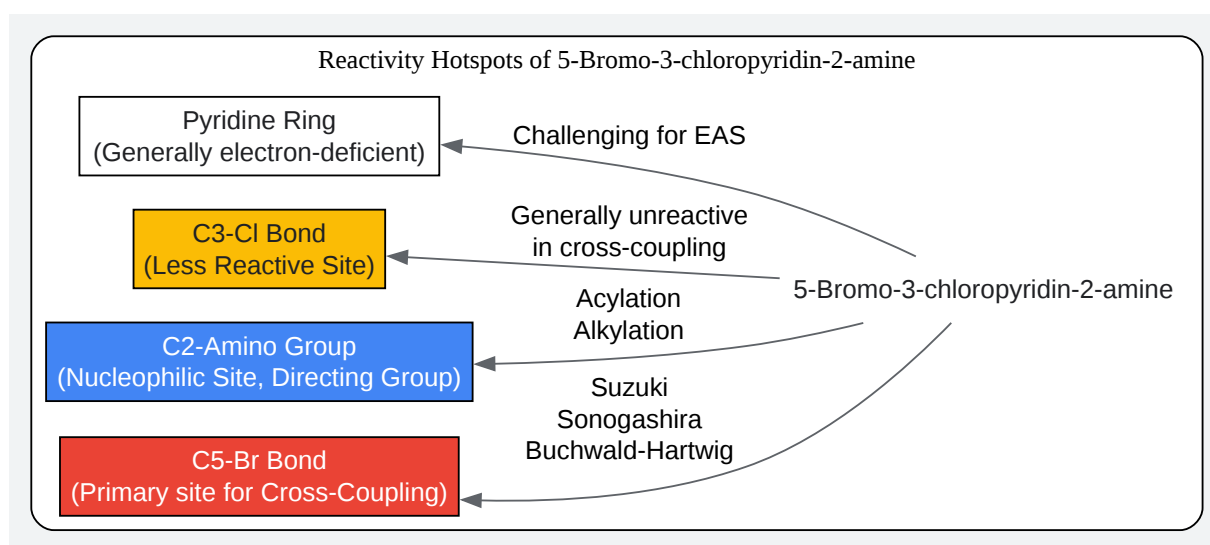 Reactivity Hotspots of 5-Bromo-3-chloropyridin-2-amine
Pyridine Ring
(Generally electron-deficient)
Challenging for EAS
C3-Cl Bond
(Less Reactive Site)
Generally unreactive
in cross-coupling
5-Bromo-3-chloropyridin-2-amine
C2-Amino Group
(Nucleophilic Site, Directing Group)
Acylation
Alkylation
C5-Br Bond
(Primary site for Cross-Coupling)
Suzuki
Sonogashira
Buchwald-Hartwig